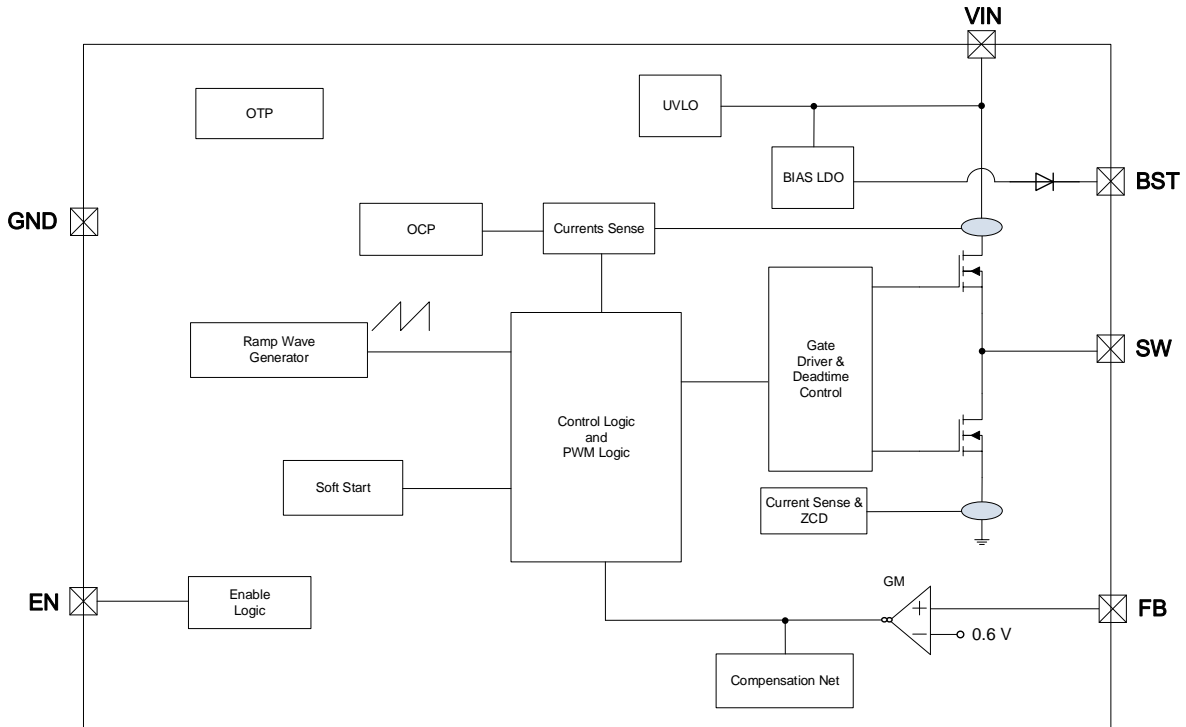 VIN
OTP
UVLO
BIAS LDO
BST
GND
OCP
Currents Sense
Ramp Wave
Generator
Gate
Driver &
Deadtime
Control
SW
Control Logic
and
PWM Logic
Soft Start
Current Sense &
ZCD
EN
Enable
Logic
GM
+
−
0.6 V
FB
Compensation Net